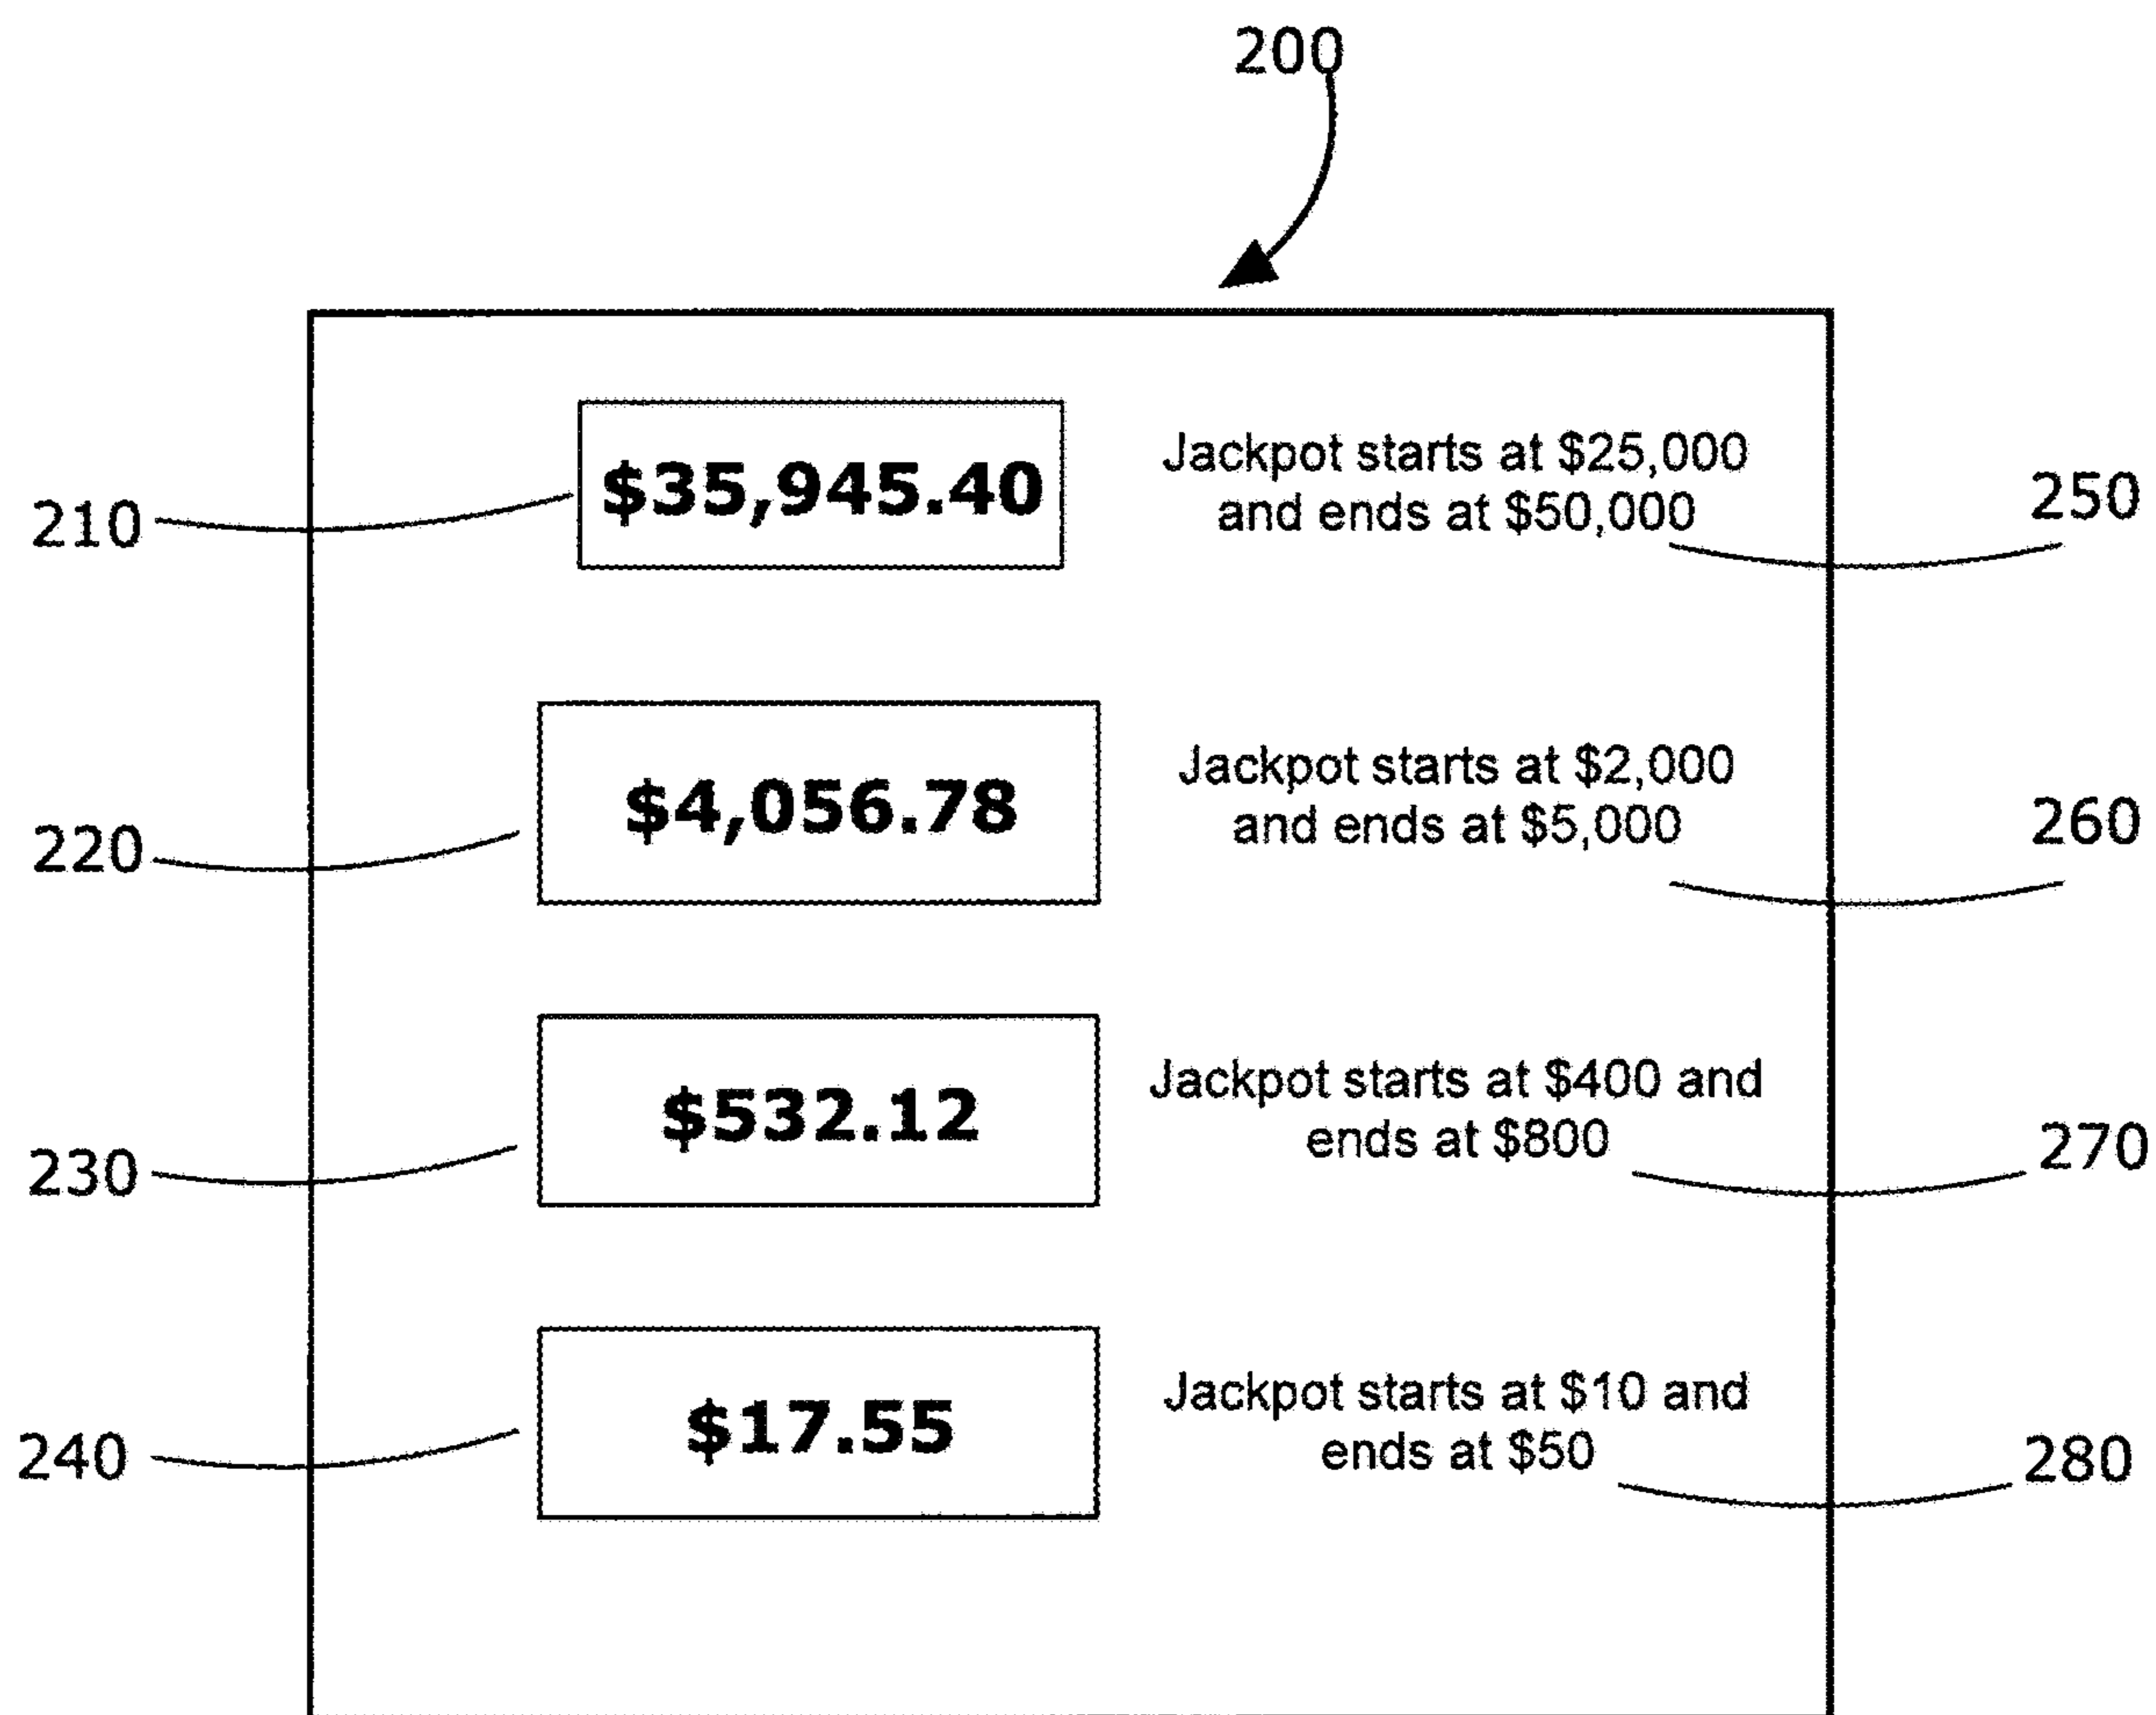 200
$35,945.40
Jackpot starts at $25,000
and ends at $50,000
210
250
$4,056.78
Jackpot starts at $2,000
and ends at $5,000
220
260
$532.12
Jackpot starts at $400 and
ends at $800
230
270
$17.55
Jackpot starts at $10 and
ends at $50
240
280